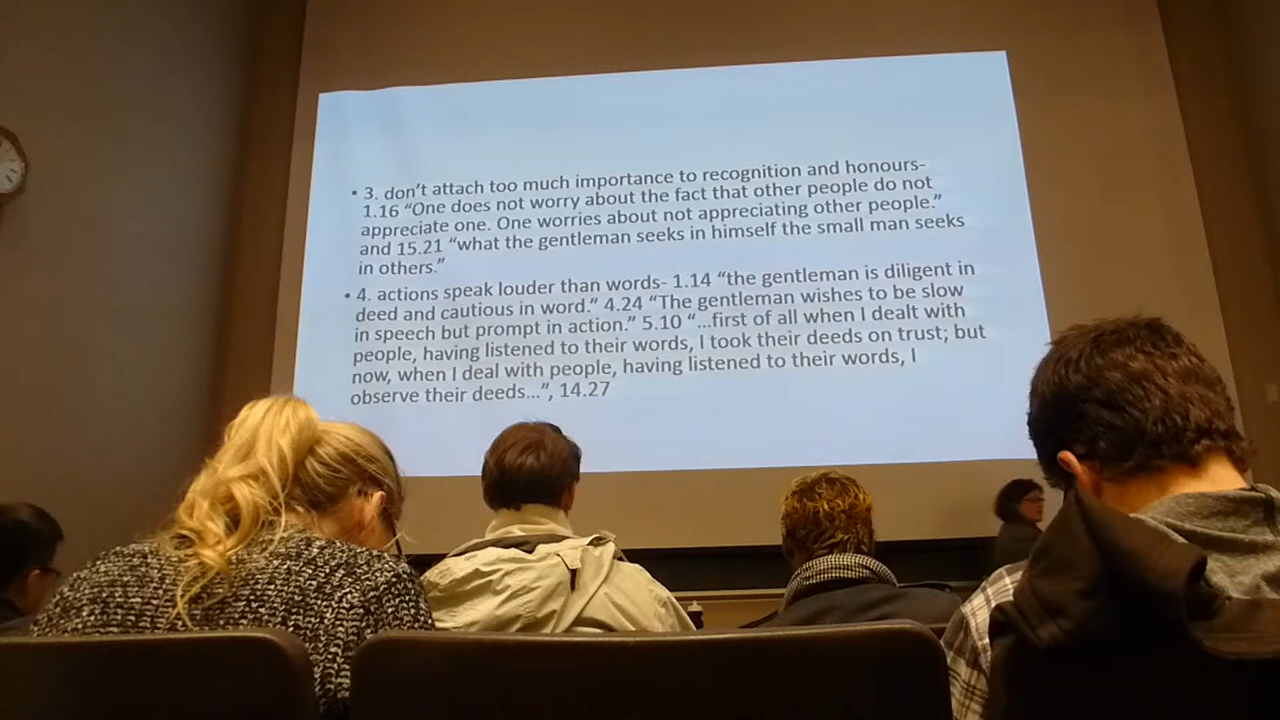 • 3. don't attach too much importance to recognition and honours-
1.16 "One does not worry about the fact that other people do not
appreciate one. One worries about not appreciating other people."
and 15.21 "what the gentleman seeks in himself the small man seeks
in others."
• 4. actions speak louder than words- 1.14 "the gentleman is diligent in
deed and cautious in word." 4.24 "The gentleman wishes to be slow
in speech but prompt in action." 5.10 "...first of all when I dealt with
people, having listened to their words, I took their deeds on trust; but
now, when I deal with people, having listened to their words, I
observe their deeds...", 14.27